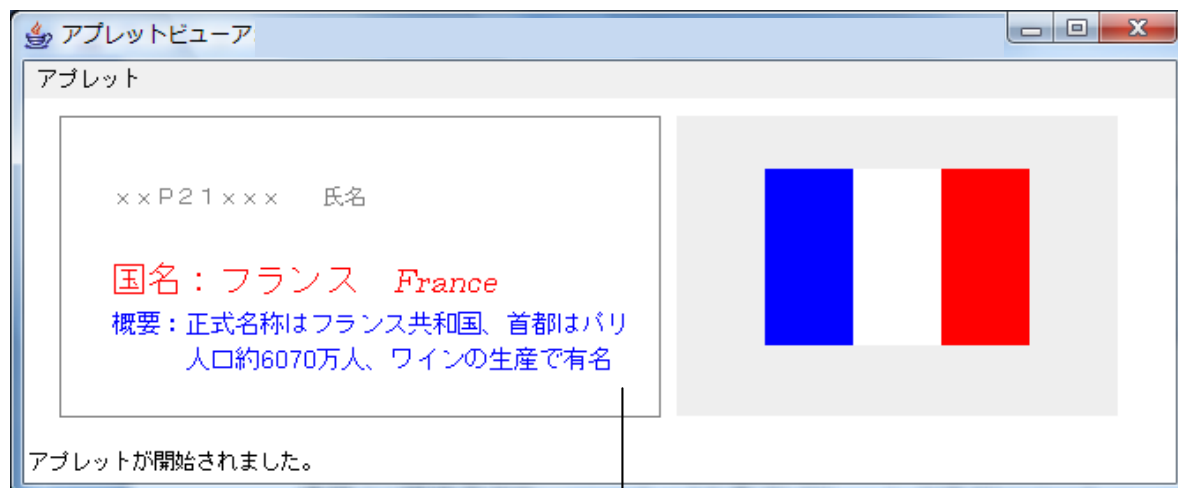 アプレットビューア
アプレット
××P21×××　氏名
国名：フランス　France
概要：正式名称はフランス共和国、首都はパリ
人口約6070万人、ワインの生産で有名
アプレットが開始されました。